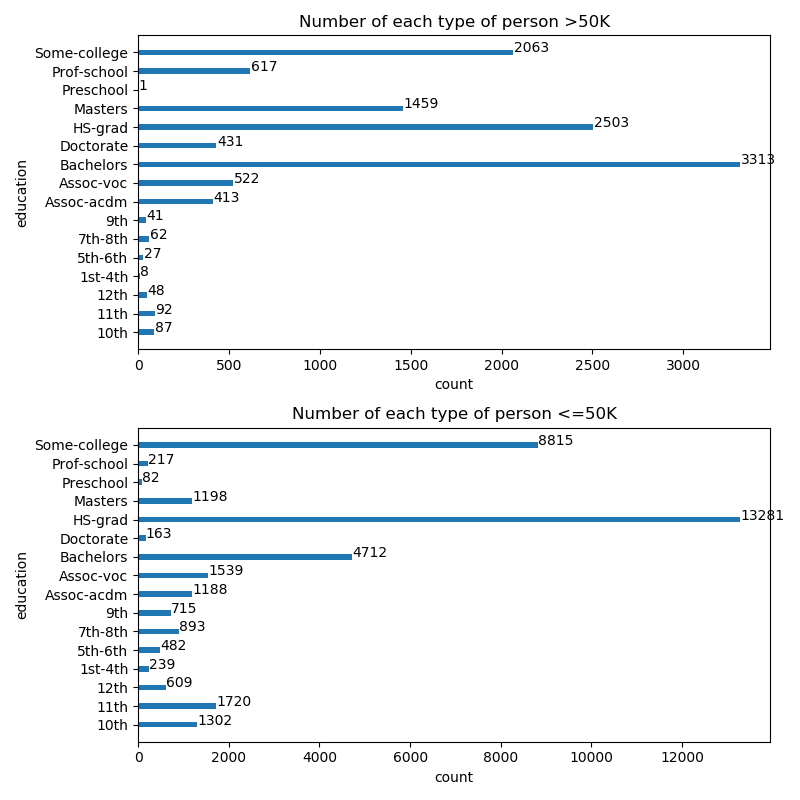 Number of each type of person >50K
Some-college 2063
Prof-school 617
Preschool 1
Masters 1459
HS-grad 2503
Doctorate 431
Bachelors 3313
Assoc-voc 522
Assoc-acdm 413
9th 41
7th-8th 62
5th-6th 27
1st-4th 8
12th 48
11th 92
10th 87
education
0 500 1000 1500 2000 2500 3000
count
Number of each type of person <=50K
Some-college 8815
Prof-school 217
Preschool 82
Masters 1198
HS-grad 13281
Doctorate 163
Bachelors 4712
Assoc-voc 1539
Assoc-acdm 1188
9th 715
7th-8th 893
5th-6th 482
1st-4th 239
12th 609
11th 1720
10th 1302
education
0 2000 4000 6000 8000 10000 12000
count